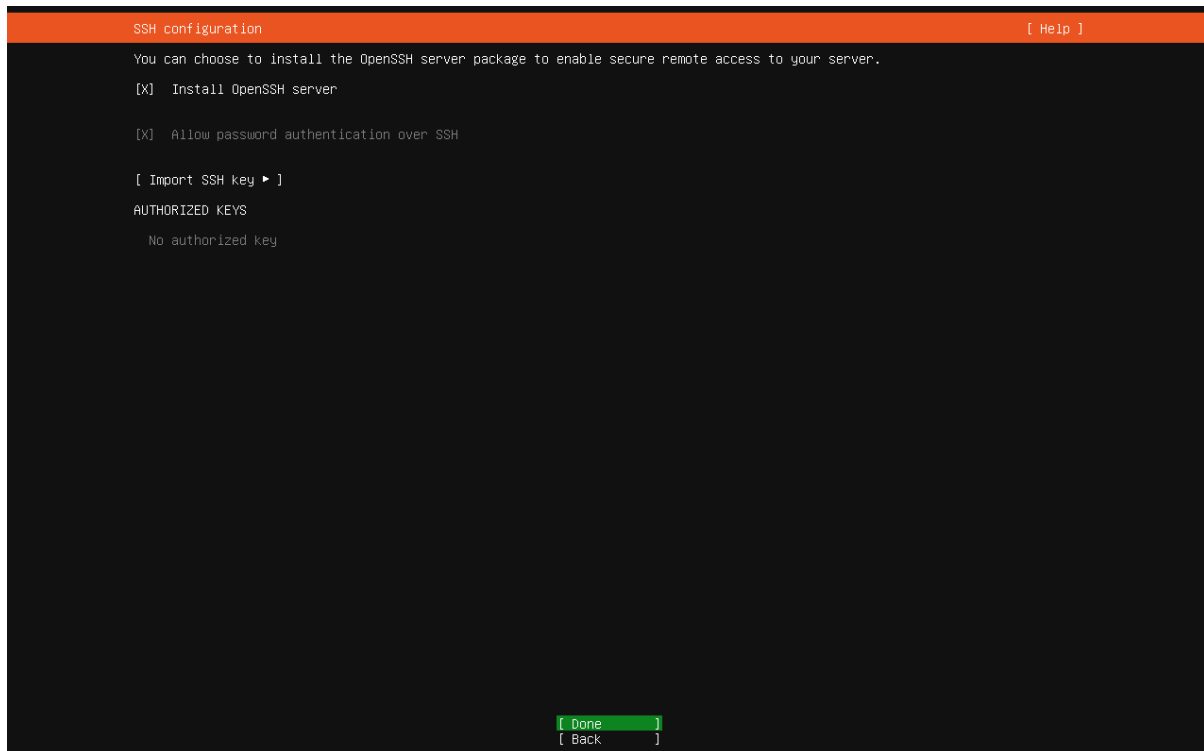 SSH configuration [ Help ]
You can choose to install the OpenSSH server package to enable secure remote access to your server.
[X] Install OpenSSH server
[X] Allow password authentication over SSH
[ Import SSH key ► ]
AUTHORIZED KEYS
No authorized key
[ Done ]
[ Back ]